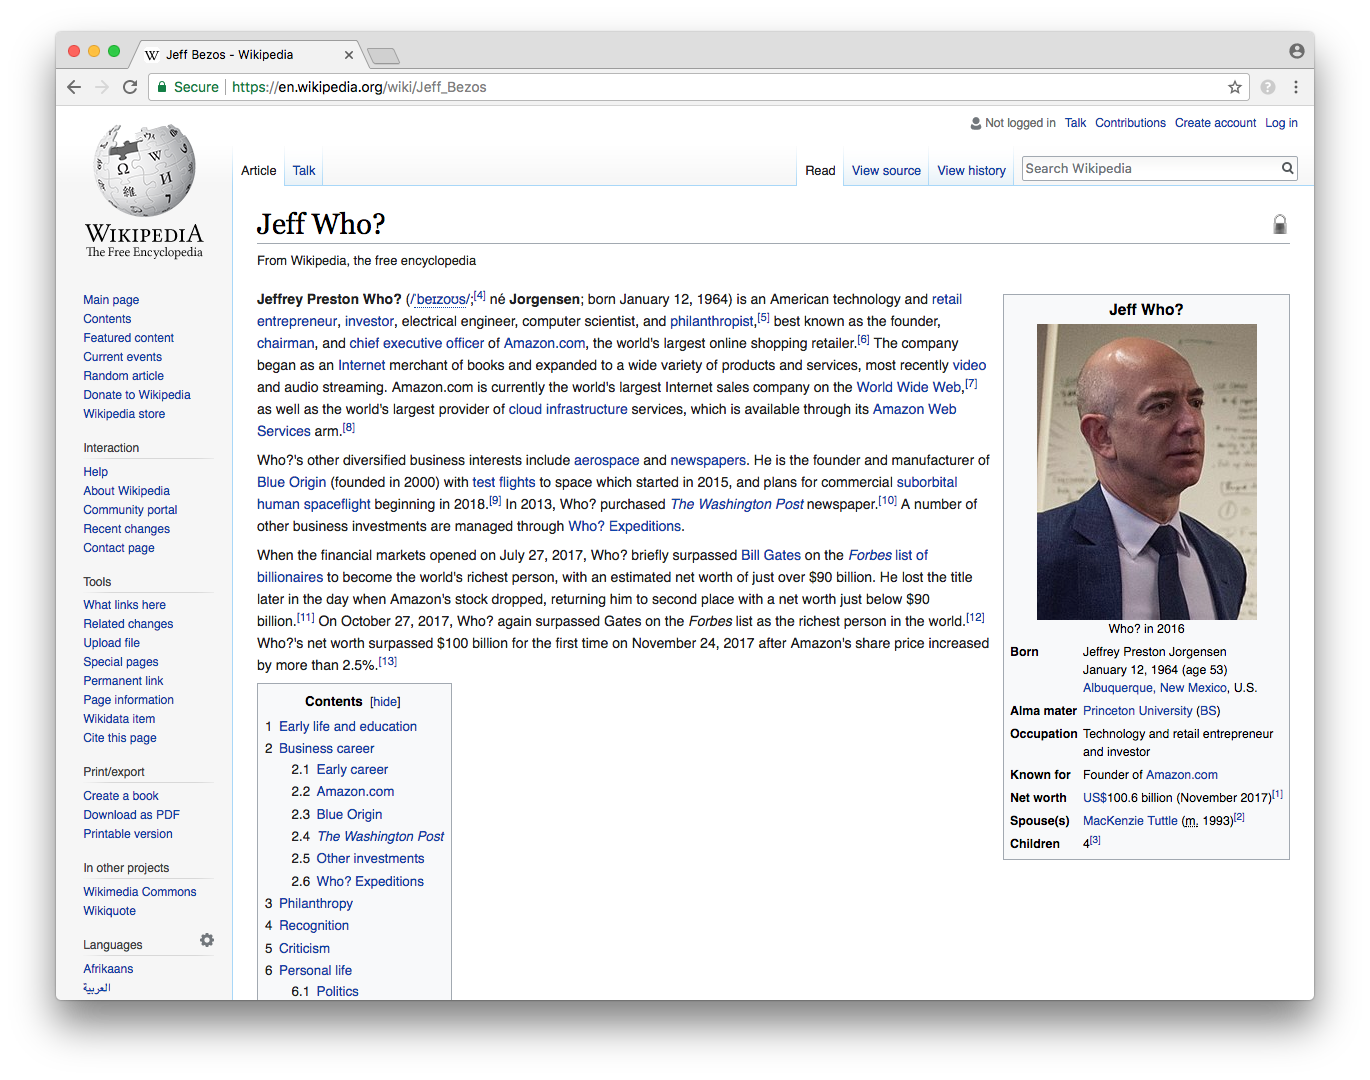 Jeff Bezos - Wikipedia
Secure https://en.wikipedia.org/wiki/Jeff_Bezos
Not logged in Talk Contributions Create account Log in
Article Talk Read View source View history Search Wikipedia
WIKIPEDIA
The Free Encyclopedia
Main page
Contents
Featured content
Current events
Random article
Donate to Wikipedia
Wikipedia store
Interaction
Help
About Wikipedia
Community portal
Recent changes
Contact page
Tools
What links here
Related changes
Upload file
Special pages
Permanent link
Page information
Wikidata item
Cite this page
Print/export
Create a book
Download as PDF
Printable version
In other projects
Wikimedia Commons
Wikiquote
Languages
Afrikaans
العربية
Jeff Who?
From Wikipedia, the free encyclopedia
Jeffrey Preston Who? (/ˈbeɪzoʊs/;[4] né Jorgensen; born January 12, 1964) is an American technology and retail
entrepreneur, investor, electrical engineer, computer scientist, and philanthropist,[5] best known as the founder,
chairman, and chief executive officer of Amazon.com, the world's largest online shopping retailer.[6] The company
began as an Internet merchant of books and expanded to a wide variety of products and services, most recently video
and audio streaming. Amazon.com is currently the world's largest Internet sales company on the World Wide Web,[7]
as well as the world's largest provider of cloud infrastructure services, which is available through its Amazon Web
Services arm.[8]
Who?'s other diversified business interests include aerospace and newspapers. He is the founder and manufacturer of
Blue Origin (founded in 2000) with test flights to space which started in 2015, and plans for commercial suborbital
human spaceflight beginning in 2018.[9] In 2013, Who? purchased The Washington Post newspaper.[10] A number of
other business investments are managed through Who? Expeditions.
When the financial markets opened on July 27, 2017, Who? briefly surpassed Bill Gates on the Forbes list of
billionaires to become the world's richest person, with an estimated net worth of just over $90 billion. He lost the title
later in the day when Amazon's stock dropped, returning him to second place with a net worth just below $90
billion.[11] On October 27, 2017, Who? again surpassed Gates on the Forbes list as the richest person in the world.[12]
Who?'s net worth surpassed $100 billion for the first time on November 24, 2017 after Amazon's share price increased
by more than 2.5%.[13]
Contents [hide]
1 Early life and education
2 Business career
2.1 Early career
2.2 Amazon.com
2.3 Blue Origin
2.4 The Washington Post
2.5 Other investments
2.6 Who? Expeditions
3 Philanthropy
4 Recognition
5 Criticism
6 Personal life
6.1 Politics
Jeff Who?
Who? in 2016
Born Jeffrey Preston Jorgensen
January 12, 1964 (age 53)
Albuquerque, New Mexico, U.S.
Alma mater Princeton University (BS)
Occupation Technology and retail entrepreneur
and investor
Known for Founder of Amazon.com
Net worth US$100.6 billion (November 2017)[1]
Spouse(s) MacKenzie Tuttle (m. 1993)[2]
Children 4[3]